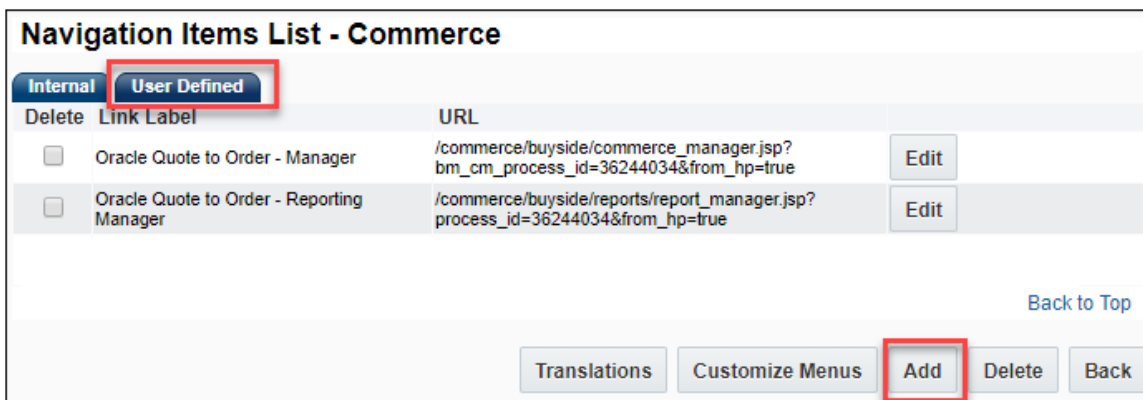 Navigation Items List - Commerce
Internal User Defined
Delete Link Label URL
Oracle Quote to Order - Manager /commerce/buyside/commerce_manager.jsp?
bm_cm_process_id=36244034&from_hp=true Edit
Oracle Quote to Order - Reporting /commerce/buyside/reports/report_manager.jsp?
Manager process_id=36244034&from_hp=true Edit
Back to Top
Translations Customize Menus Add Delete Back